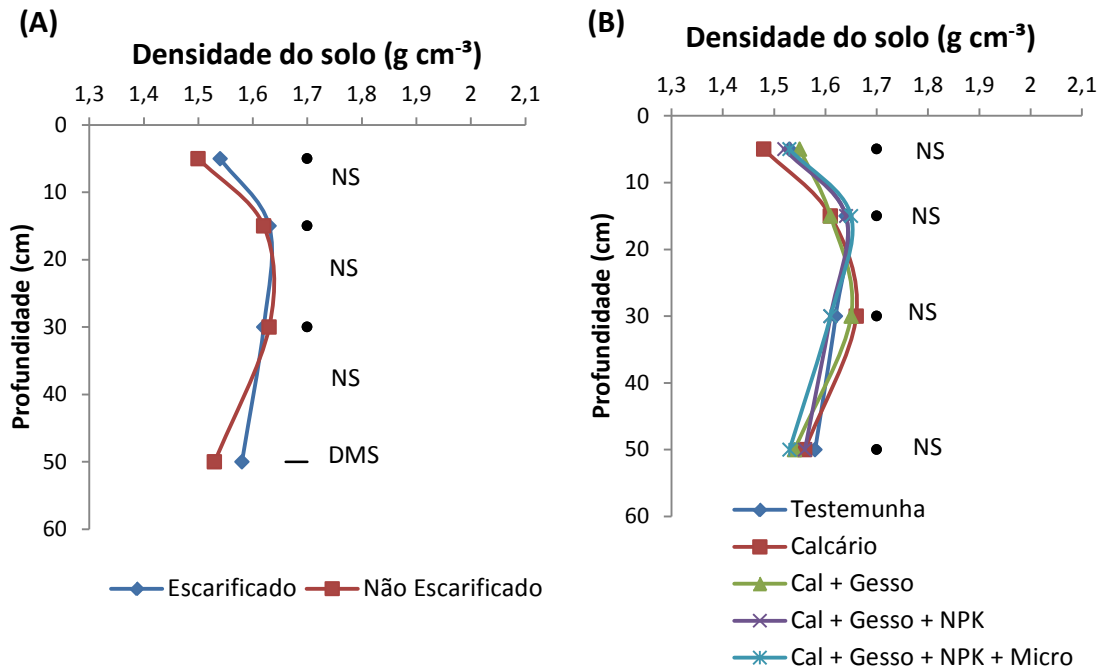 (A)
Densidade do solo (g cm⁻³)
1,3 1,4 1,5 1,6 1,7 1,8 1,9 2 2,1
0
10
20
30
40
50
60
Profundidade (cm)
NS
NS
NS
DMS
Escarificado Não Escarificado
(B)
Densidade do solo (g cm⁻³)
1,3 1,4 1,5 1,6 1,7 1,8 1,9 2 2,1
0
10
20
30
40
50
60
Profundidade (cm)
NS
NS
NS
NS
Testemunha
Calcário
Cal + Gesso
Cal + Gesso + NPK
Cal + Gesso + NPK + Micro